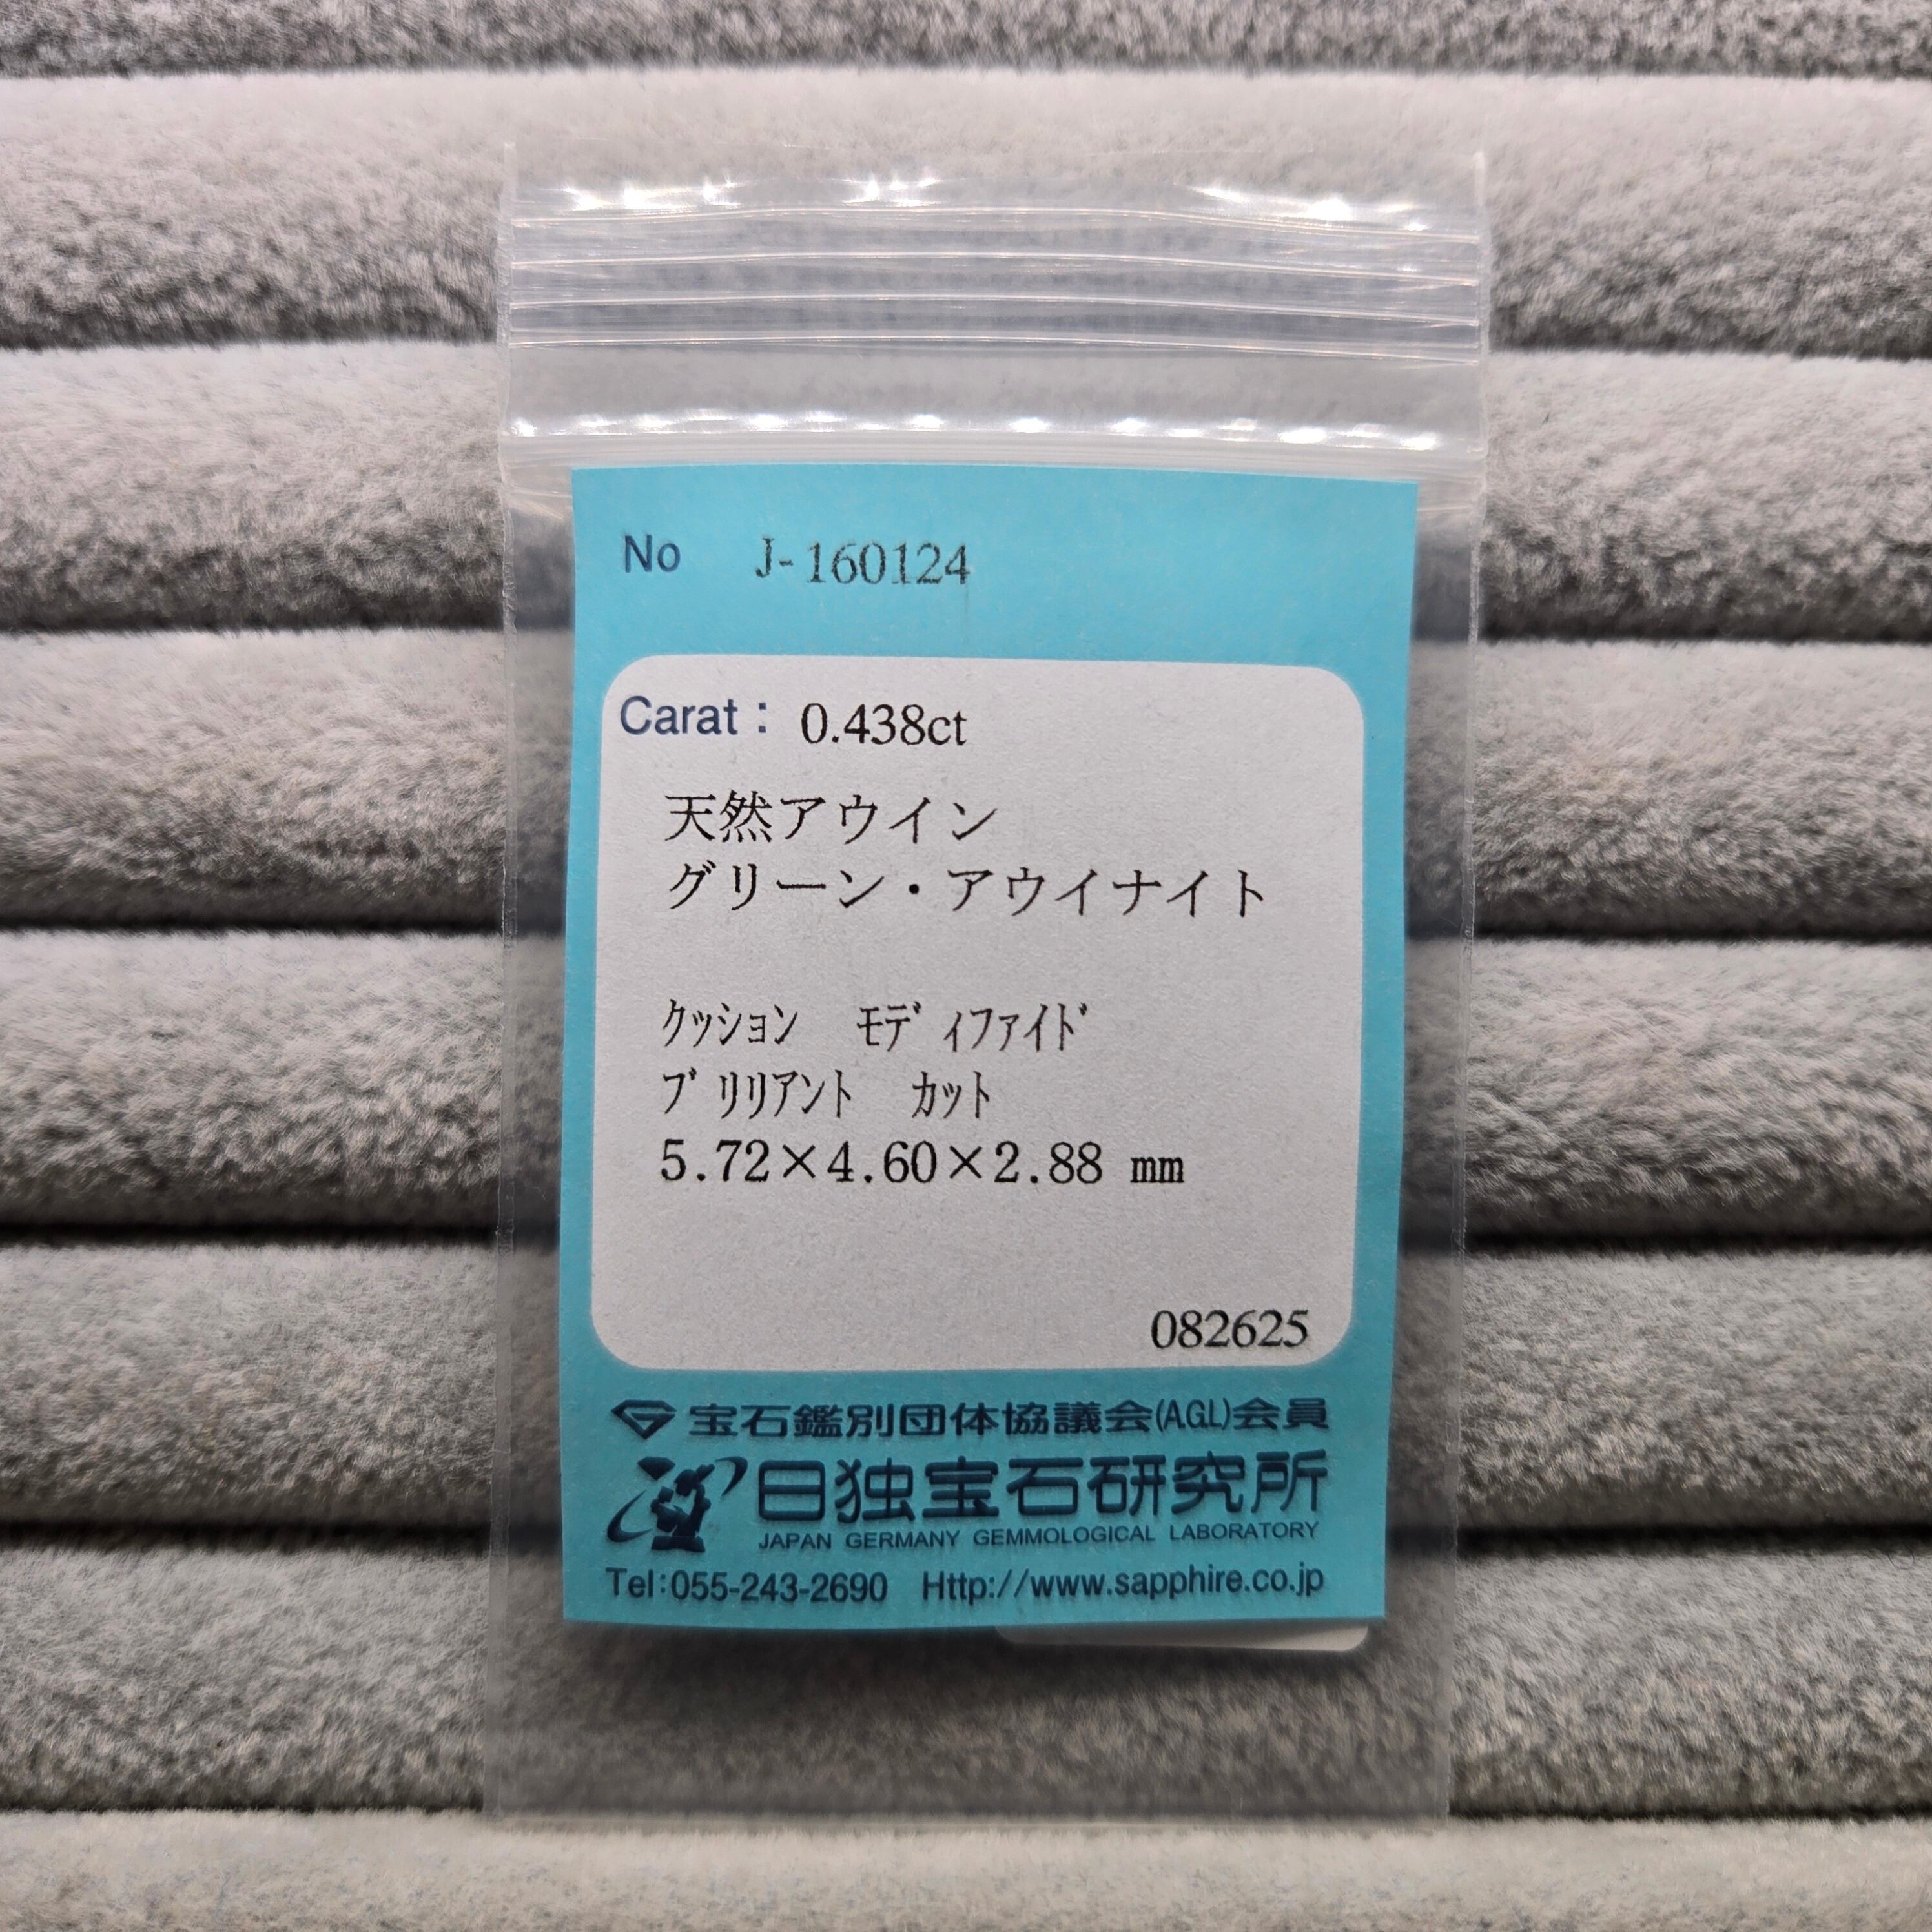 No J-160124
Carat : 0.438ct
天然アウイン
グリーン・アウイナイト
ｸｯｼｮﾝ ﾓﾃﾞｨﾌｧｲﾄﾞ
ﾌﾞﾘﾘｱﾝﾄ ｶｯﾄ
5.72×4.60×2.88 mm
082625
宝石鑑別団体協議会(A.G.L)会員
日独宝石研究所
JAPAN GERMANY GEMMOLOGICAL LABORATORY
Tel:055-243-2690 Http://www.sapphire.co.jp